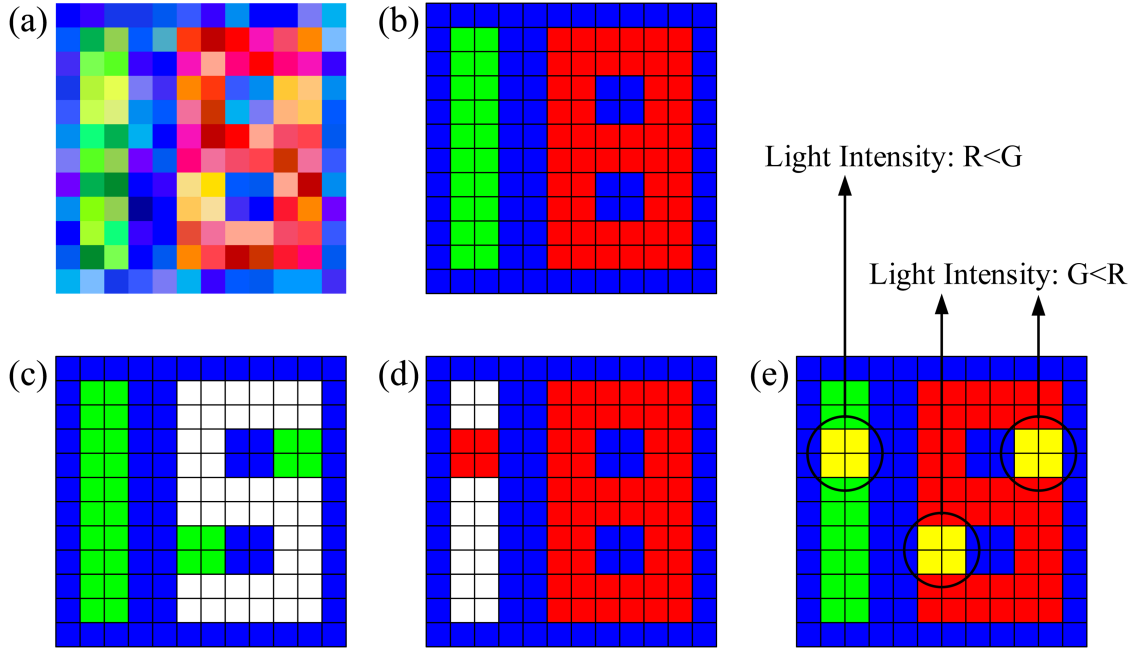 (a)
(b)
Light Intensity: R<G
Light Intensity: G<R
(c)
(d)
(e)